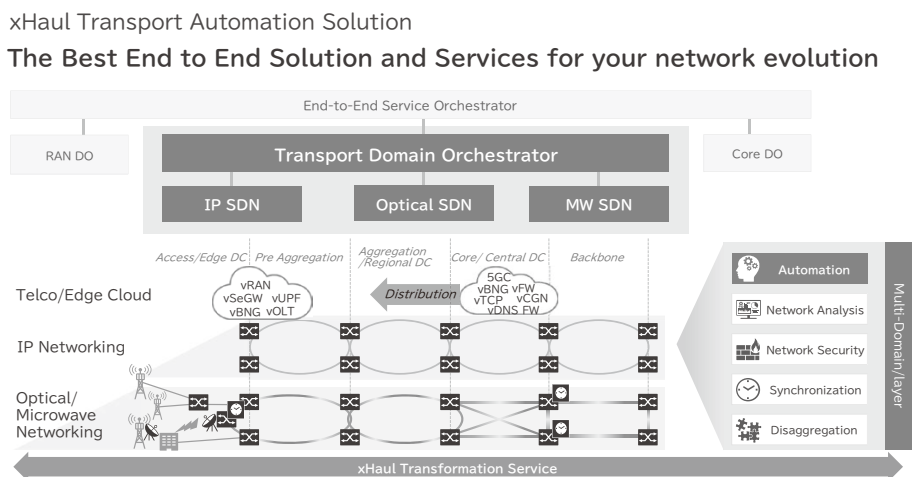 xHaul Transport Automation Solution
The Best End to End Solution and Services for your network evolution
End-to-End Service Orchestrator
RAN DO
Transport Domain Orchestrator
Core DO
IP SDN
Optical SDN
MW SDN
Access/Edge DC
Pre Aggregation
Aggregation
/Regional DC
Core/ Central DC
Backbone
Telco/Edge Cloud
vRAN
vSeGW vUPF
vBNG vOLT
Distribution
5GC
vBNG vFW
vTCP vCGN
vDNS FW
IP Networking
Optical/
Microwave
Networking
Automation
Network Analysis
Network Security
Synchronization
Disaggregation
Multi-Domain/layer
xHaul Transformation Service